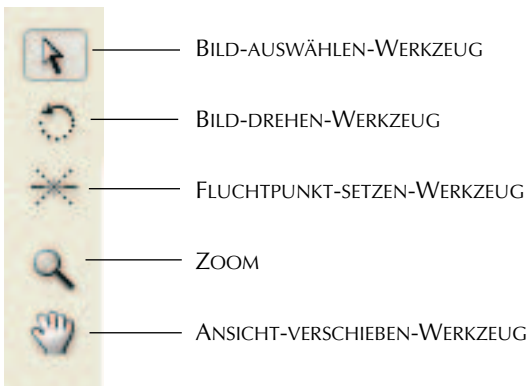 BILD-AUSWÄHLEN-WERKZEUG
BILD-DREHEN-WERKZEUG
FLUCHTPUNKT-SETZEN-WERKZEUG
ZOOM
ANSICHT-VERSCHIEBEN-WERKZEUG